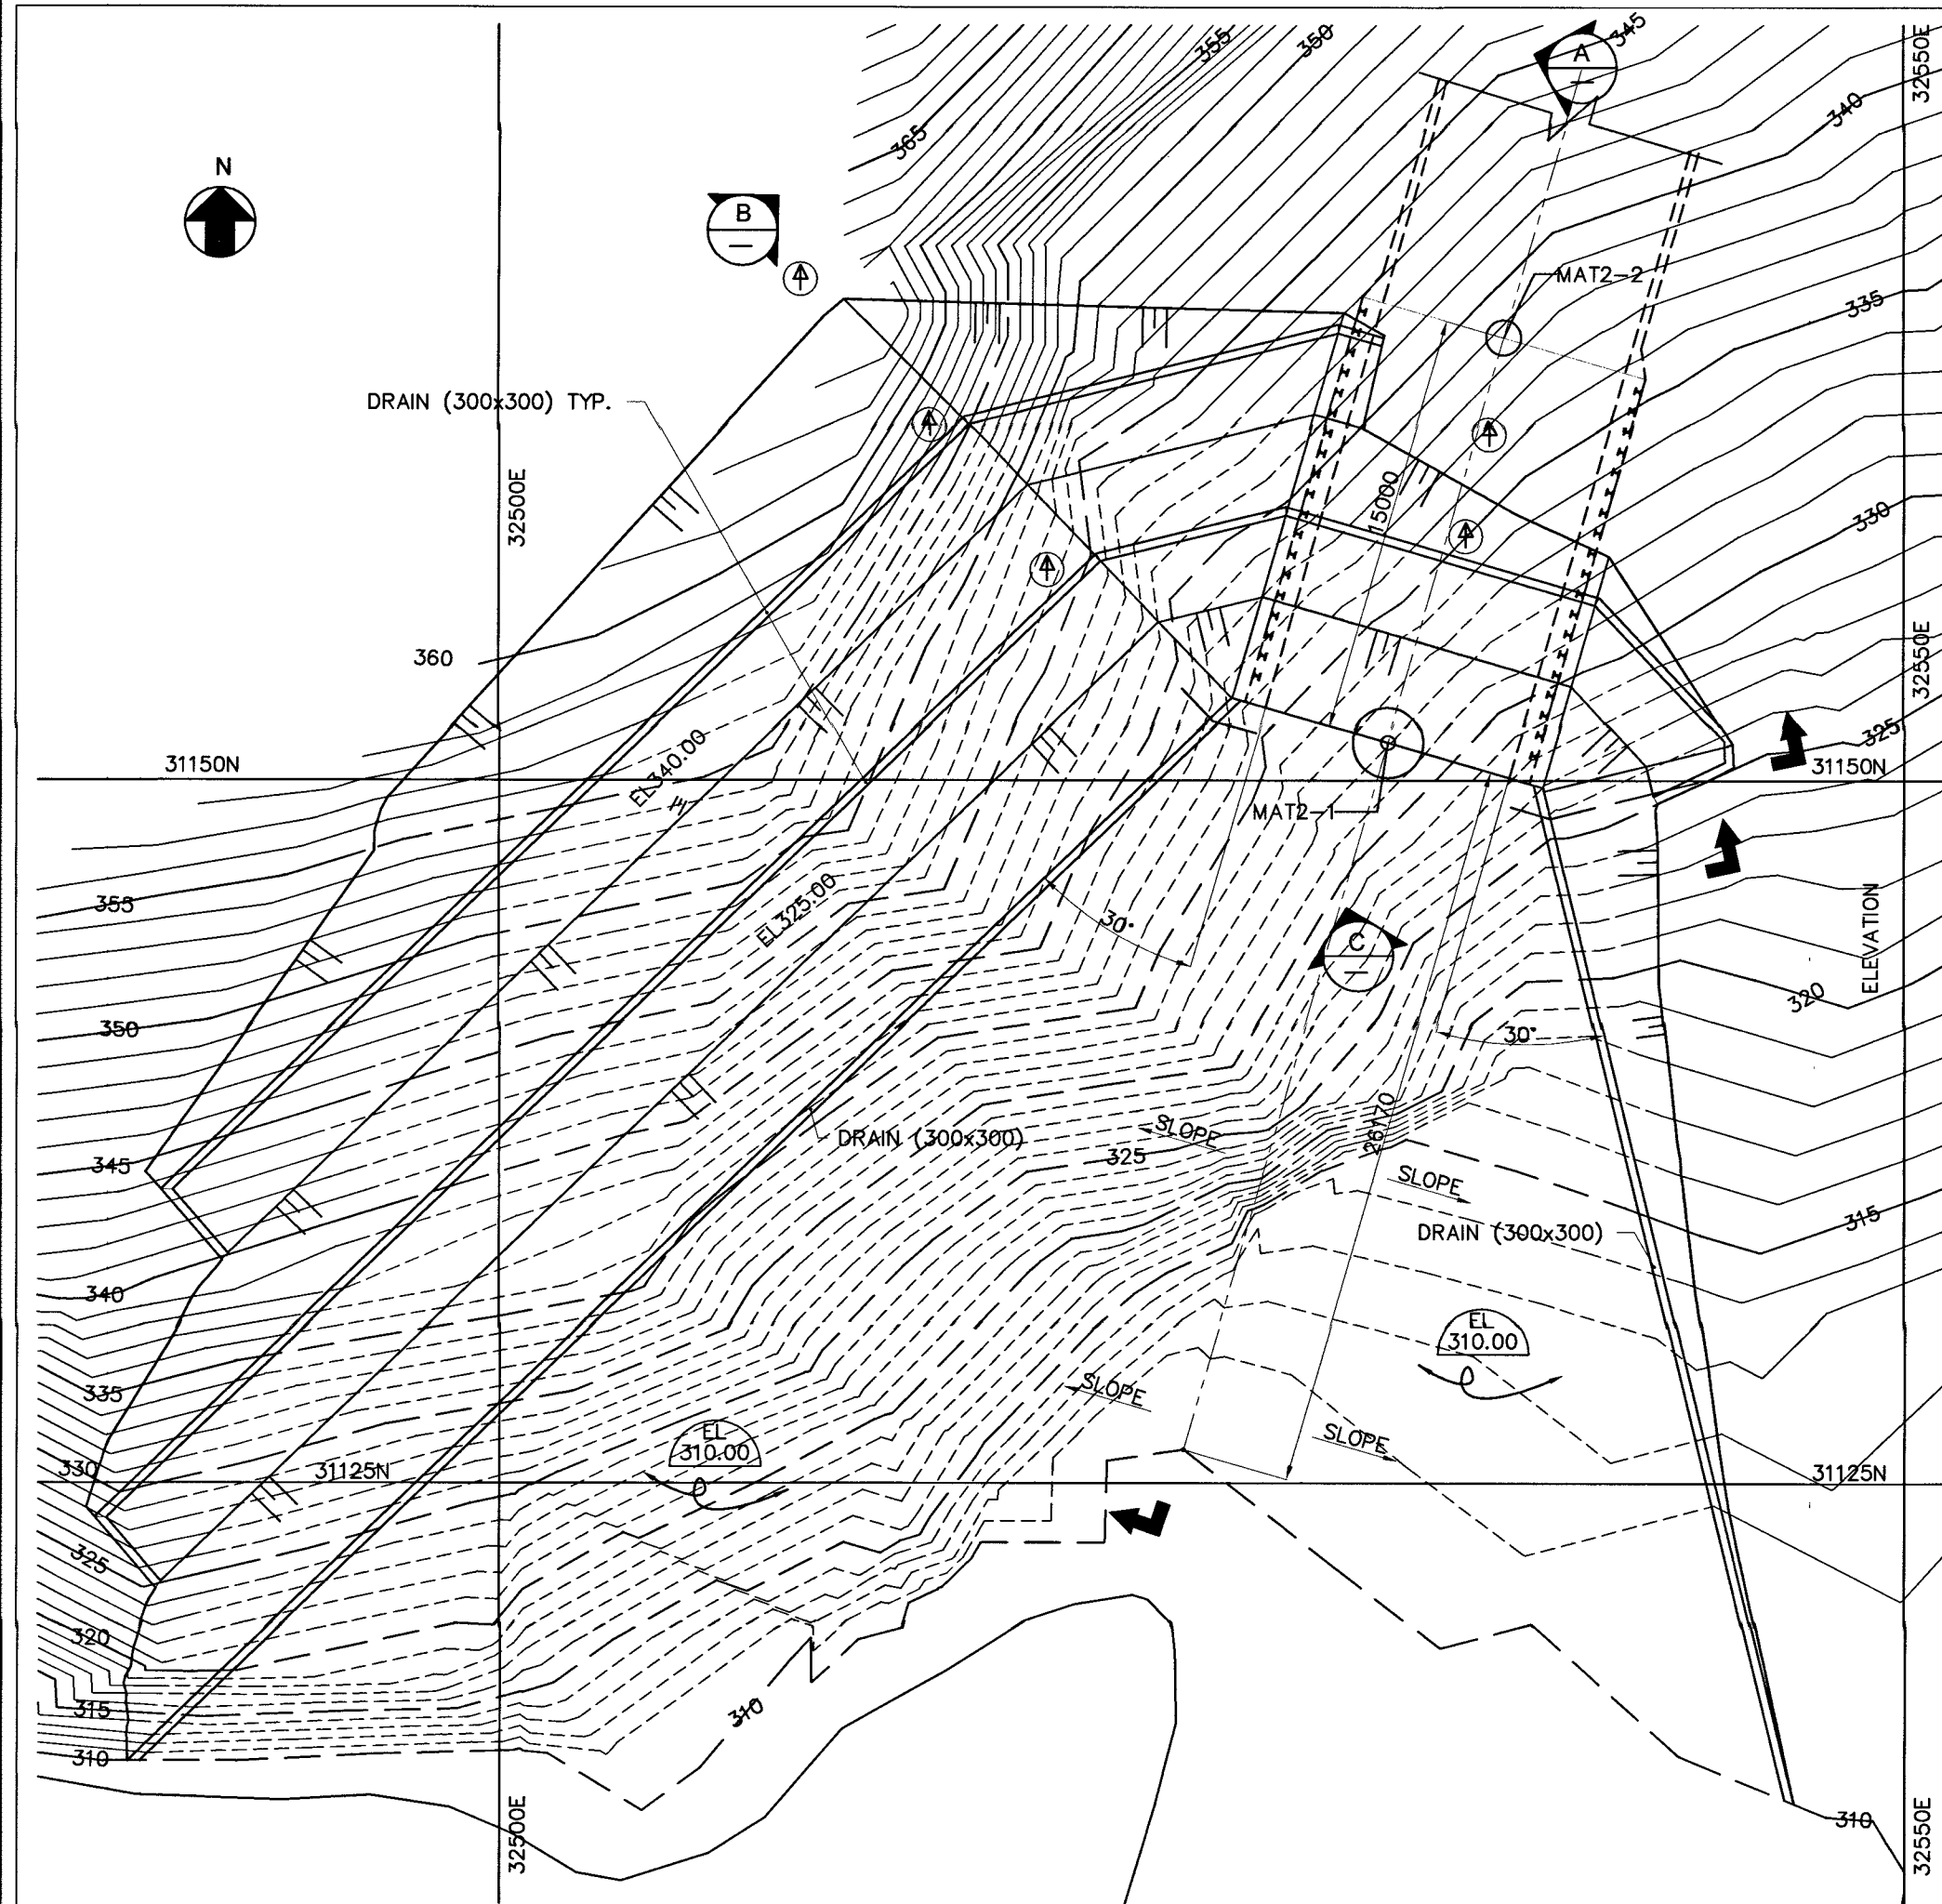 355
350
345
32550E
A
365
340
N
B
MAT2-2
335
DRAIN (300x300) TYP.
32500E
15000
330
360
32550E
EL340.00
325
31150N
31150N
MAT2-1
EL325.00
355
30°
C
ELEVATION
320
350
30°
26170
DRAIN (300x300)
SLOPE
325
345
SLOPE
315
DRAIN (300x300)
340
EL
310.00
335
SLOPE
EL
310.00
SLOPE
330
31125N
31125N
325
320
315
310
310
310
32500E
32550E